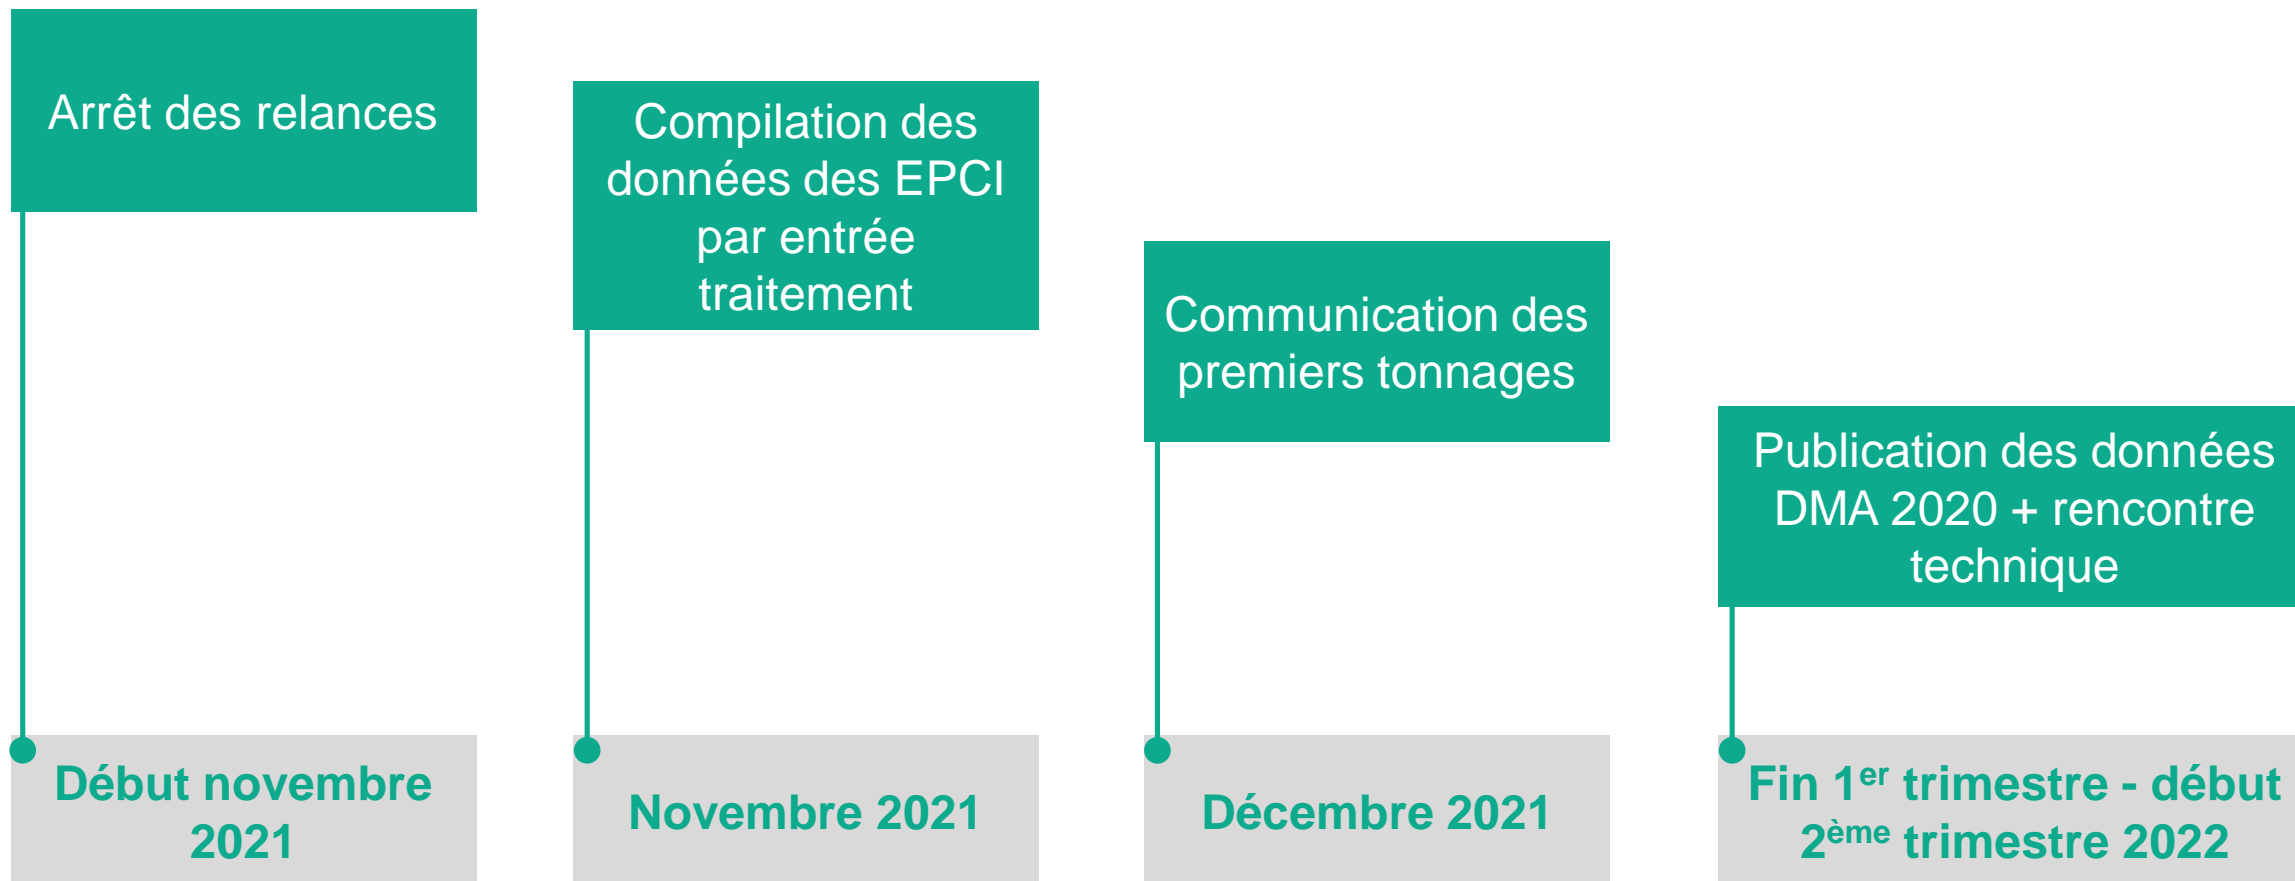 Arrêt des relances
Compilation des
données des EPCI
par entrée
traitement
Communication des
premiers tonnages
Publication des données
DMA 2020 + rencontre
technique
Début novembre
2021
Novembre 2021
Décembre 2021
Fin 1er trimestre - début
2ème trimestre 2022